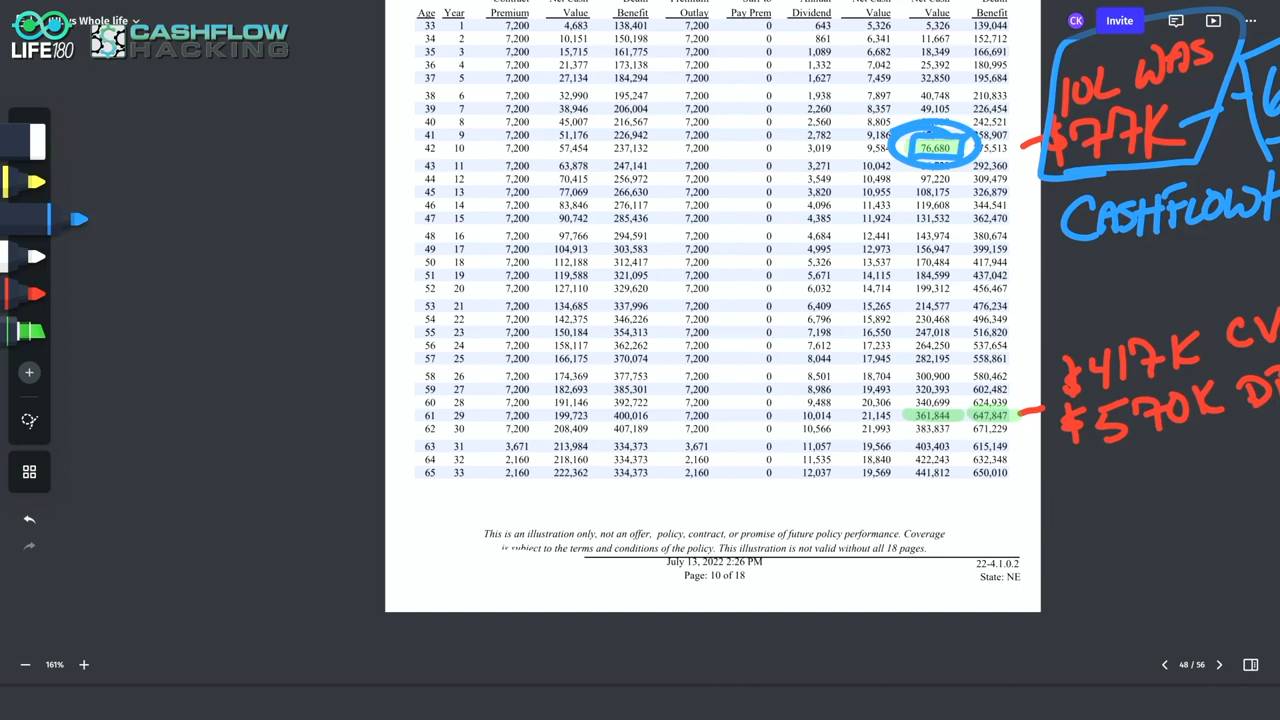 Whole life
CK
Invite
LIFE180
CASHFLOW
HACKING
Premium Value Benefit Outlay Pay Prem Dividend Value Value Benefit
Age Year
33 1 7,200 4,683 138,401 7,200 0 643 5,326 5,326 139,044
34 2 7,200 10,151 150,198 7,200 0 861 6,341 11,667 152,712
35 3 7,200 15,715 161,775 7,200 0 1,089 6,682 18,349 166,691
36 4 7,200 21,377 173,138 7,200 0 1,332 7,042 25,392 180,995
37 5 7,200 27,134 184,294 7,200 0 1,627 7,459 32,850 195,684
38 6 7,200 32,990 195,247 7,200 0 1,938 7,897 40,748 210,833
39 7 7,200 38,946 206,004 7,200 0 2,260 8,357 49,105 226,454
40 8 7,200 45,007 216,567 7,200 0 2,560 8,805 242,521
41 9 7,200 51,176 226,942 7,200 0 2,782
42 10 7,200 57,454 237,132 7,200 0 3,019 76,680
43 11 7,200 63,878 247,141 7,200 0 3,271 10,042 292,360
44 12 7,200 70,415 256,972 7,200 0 3,549 10,498 97,220 309,479
45 13 7,200 77,069 266,630 7,200 0 3,820 10,955 108,175 326,879
46 14 7,200 83,846 276,117 7,200 0 4,096 11,433 119,608 344,541
47 15 7,200 90,742 285,436 7,200 0 4,385 11,924 131,532 362,470
48 16 7,200 97,766 294,591 7,200 0 4,684 12,441 143,974 380,674
49 17 7,200 104,913 303,583 7,200 0 4,995 12,973 156,947 399,159
50 18 7,200 112,188 312,417 7,200 0 5,326 13,537 170,484 417,944
51 19 7,200 119,588 321,095 7,200 0 5,671 14,115 184,599 437,042
52 20 7,200 127,110 329,620 7,200 0 6,032 14,714 199,312 456,467
53 21 7,200 134,685 337,996 7,200 0 6,409 15,265 214,577 476,234
54 22 7,200 142,375 346,226 7,200 0 6,796 15,892 230,468 496,349
55 23 7,200 150,184 354,313 7,200 0 7,198 16,550 247,018 516,820
56 24 7,200 158,117 362,262 7,200 0 7,612 17,233 264,250 537,654
57 25 7,200 166,175 370,074 7,200 0 8,044 17,945 282,195 558,861
58 26 7,200 174,369 377,753 7,200 0 8,501 18,704 300,900 580,462
59 27 7,200 182,693 385,301 7,200 0 8,986 19,493 320,393 602,482
60 28 7,200 191,146 392,722 7,200 0 9,488 20,306 340,699 624,939
61 29 7,200 199,723 400,016 7,200 0 10,014 21,145 361,844 647,847
62 30 7,200 208,409 407,189 7,200 0 10,566 21,993 383,837 671,229
63 31 3,671 213,984 334,373 3,671 0 11,057 19,566 403,403 615,149
64 32 2,160 218,160 334,373 2,160 0 11,535 18,840 422,243 632,348
65 33 2,160 222,362 334,373 2,160 0 12,037 19,569 441,812 650,010
IUL WAS
$77K
CASHFLOW
$417K CV
$570K
This is an illustration only, not an offer, policy, contract, or promise of future policy performance. Coverage
is subject to the terms and conditions of the policy. This illustration is not valid without all 18 pages.
July 13, 2022 2:26 PM
22-4.1.0.2
Page: 10 of 18
State: NE
161%
48 / 56